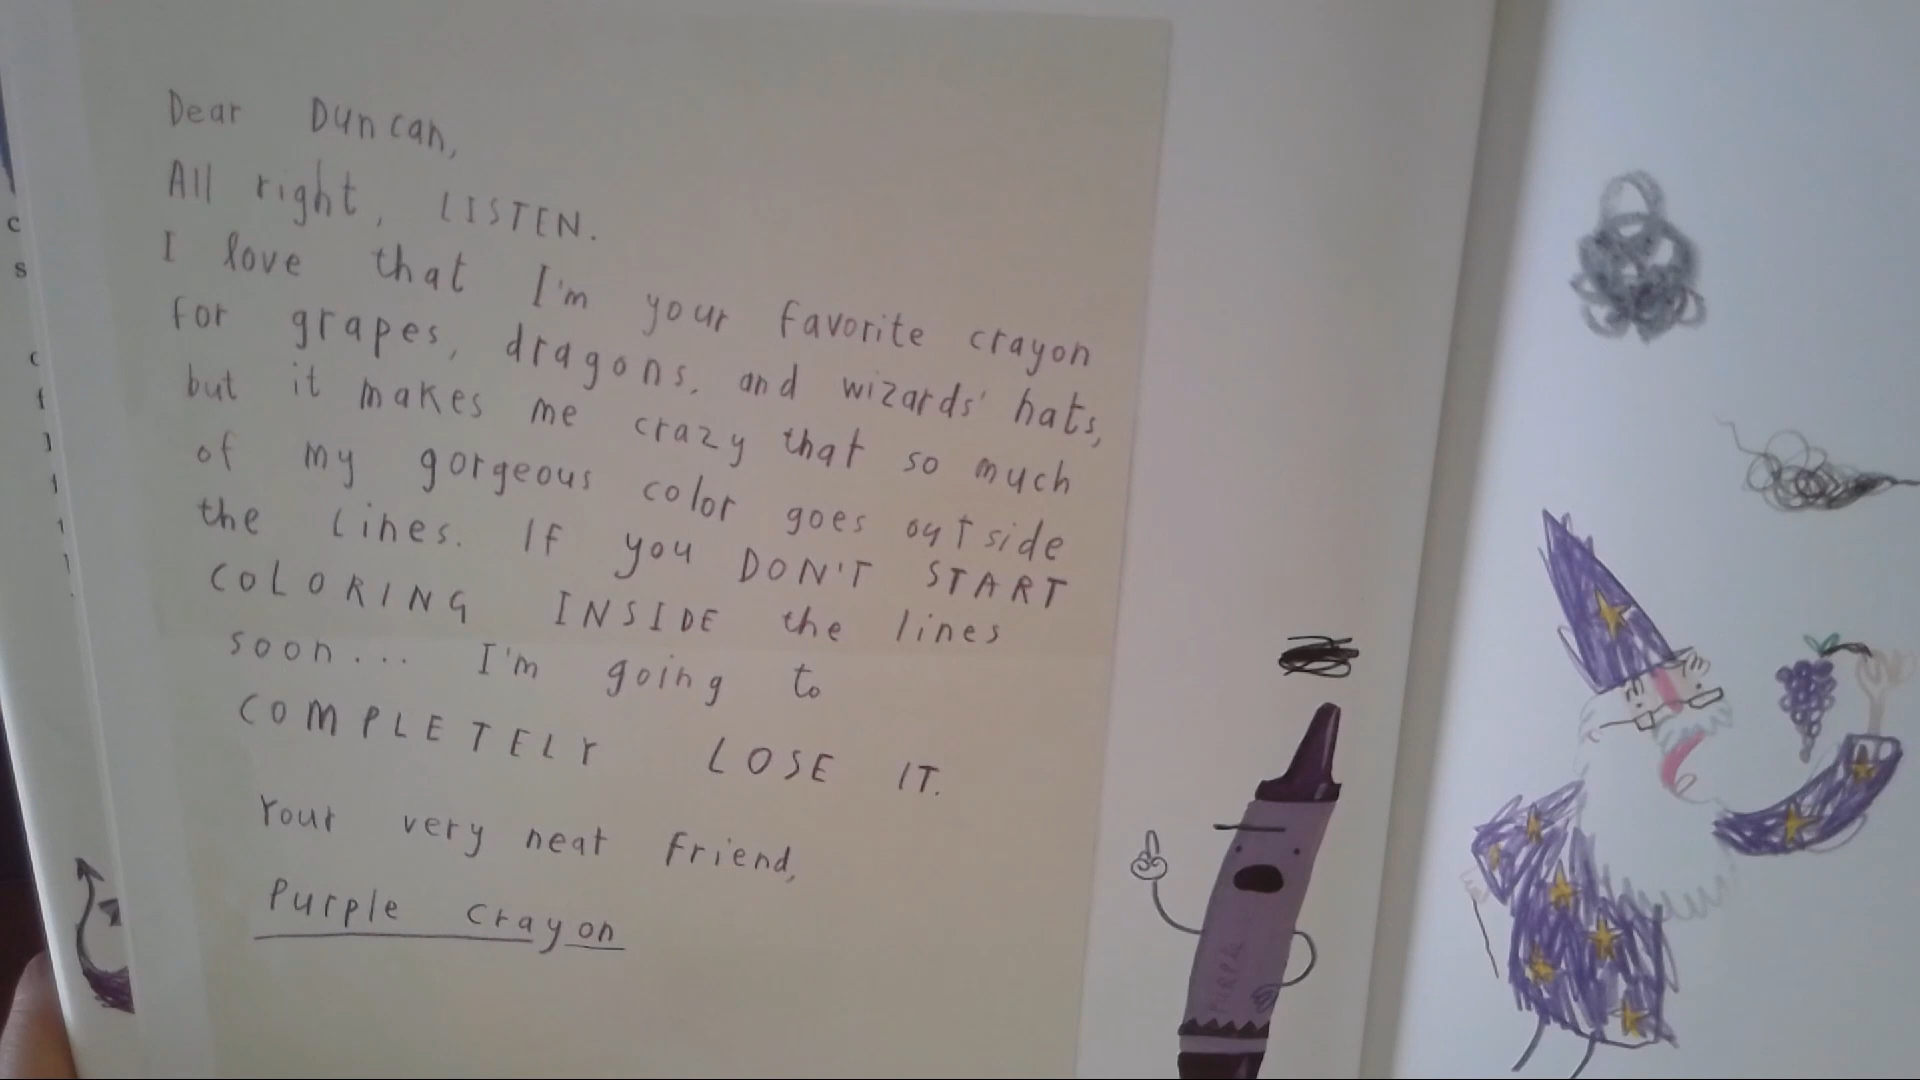 Dear Duncan,
All right, LISTEN.
I love that I'm your favorite crayon
for grapes, dragons, and wizards' hats,
but it makes me crazy that so much
of my gorgeous color goes outside
the lines. If you DON'T START
COLORING INSIDE the lines
soon... I'm going to
COMPLETELY LOSE IT.
Your very neat friend,
Purple Crayon
PURPLE